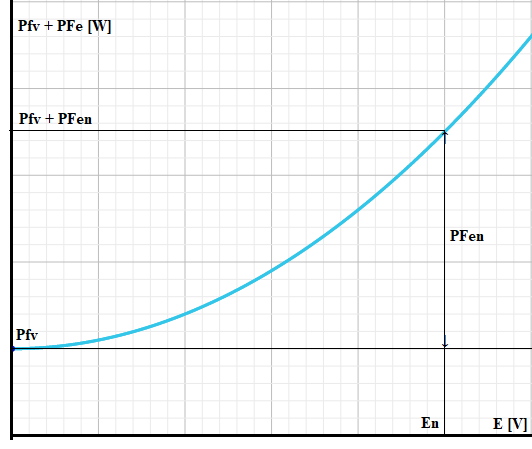 Pfv + PFe [W]
Pfv + PFen
PFen
Pfv
En
E [V]